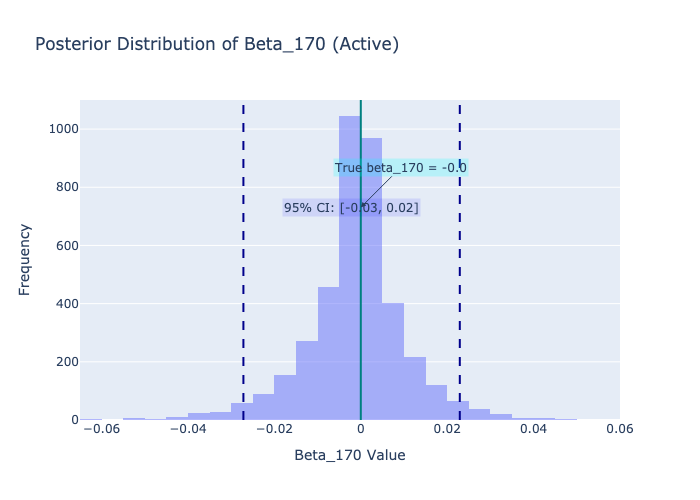 Posterior Distribution of Beta_170 (Active)
1000
800
600
400
200
0
Frequency
True beta_170 = -0.0
95% CI: [-0.03, 0.02]
−0.06
−0.04
−0.02
0
0.02
0.04
0.06
Beta_170 Value